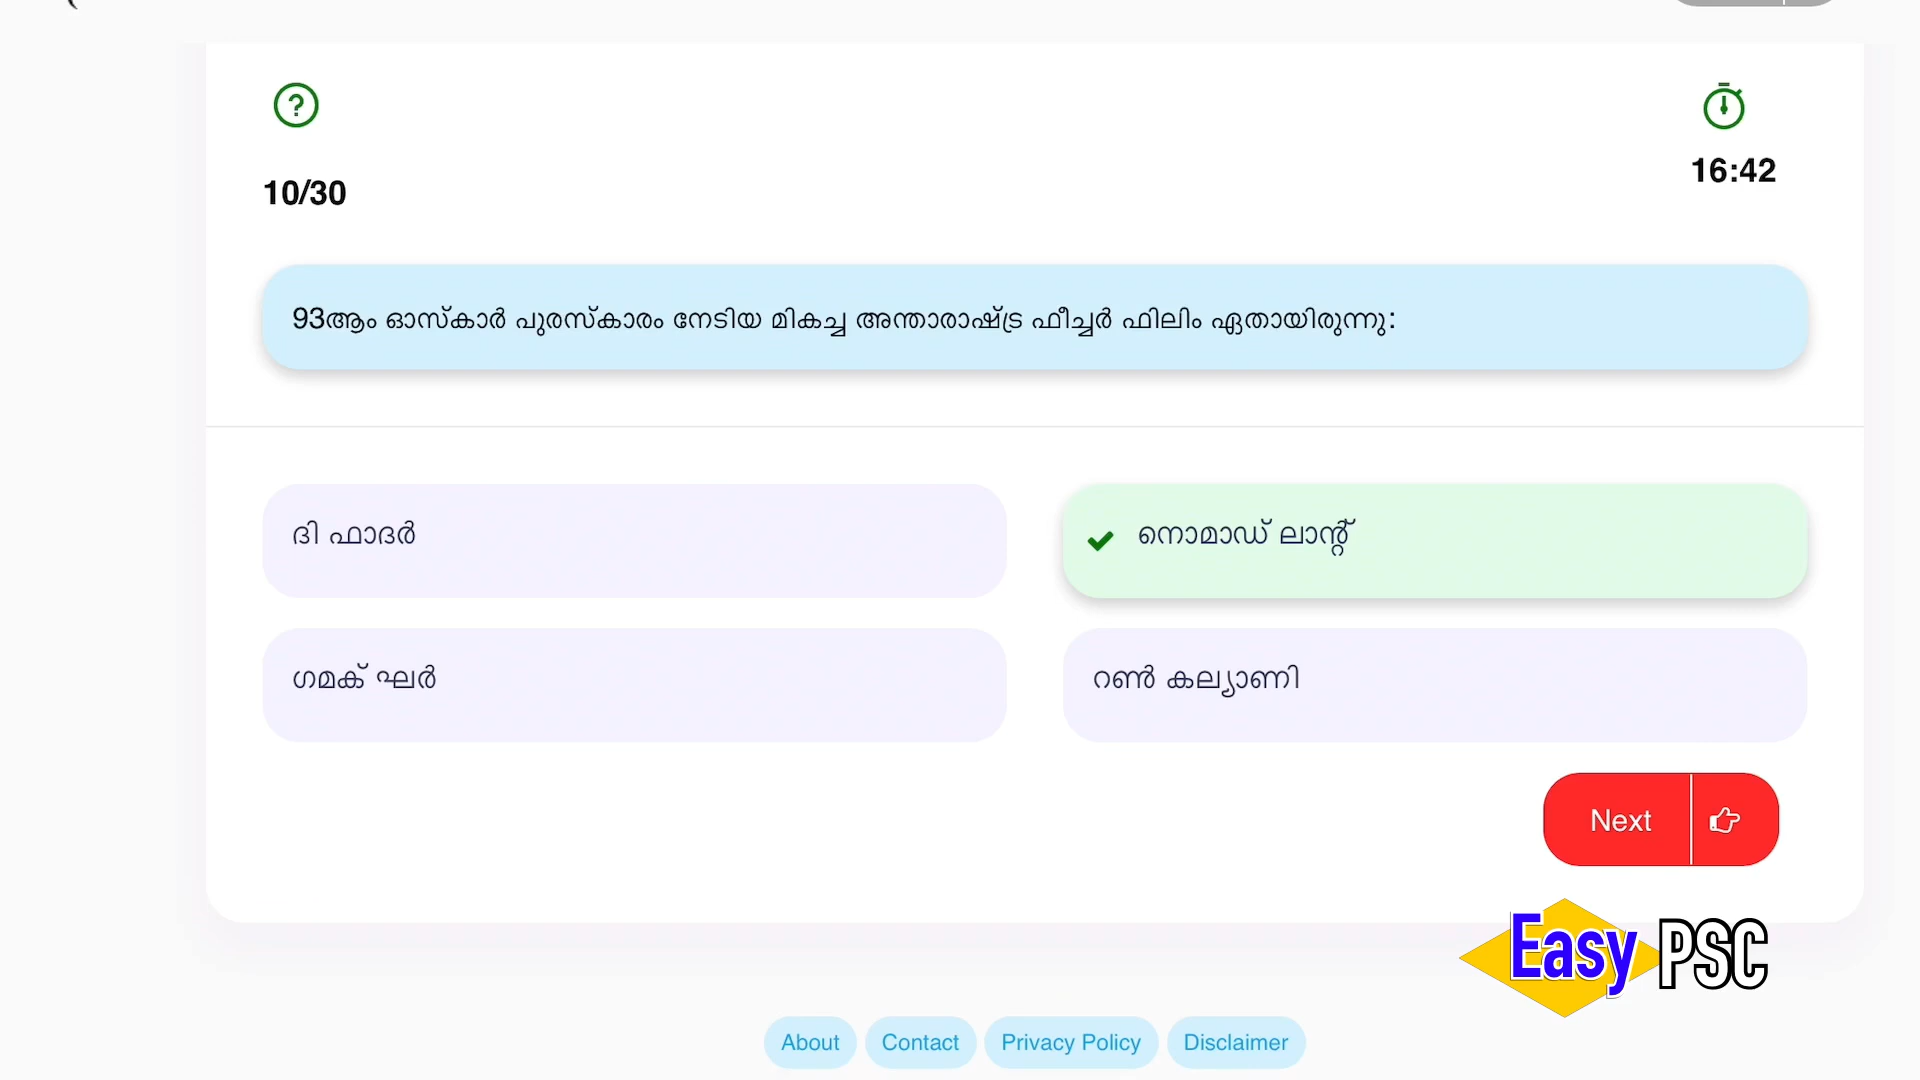 10/30
16:42
93ആം ഓസ്കാർ പുരസ്കാരം നേടിയ മികച്ച അന്താരാഷ്ട്ര ഫീച്ചർ ഫിലിം ഏതായിരുന്നു:
ദി ഫാദർ
നൊമാഡ് ലാന്റ്
ഗമക് ഘർ
റൺ കല്യാണി
Next
Easy PSC
About
Contact
Privacy Policy
Disclaimer